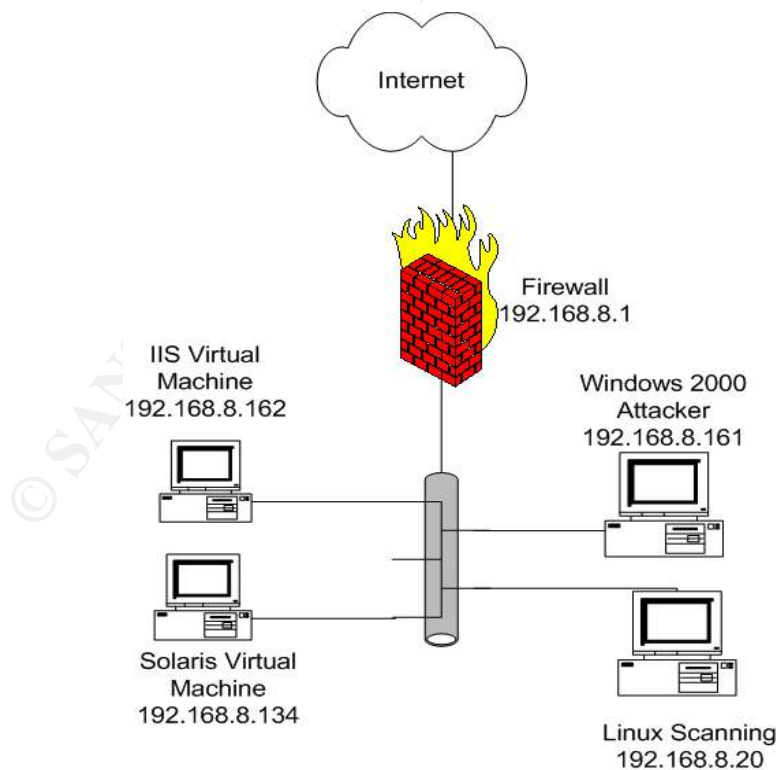 Internet
Firewall
192.168.8.1
IIS Virtual
Machine
192.168.8.162
Windows 2000
Attacker
192.168.8.161
Solaris Virtual
Machine
192.168.8.134
Linux Scanning
192.168.8.20
© SAN